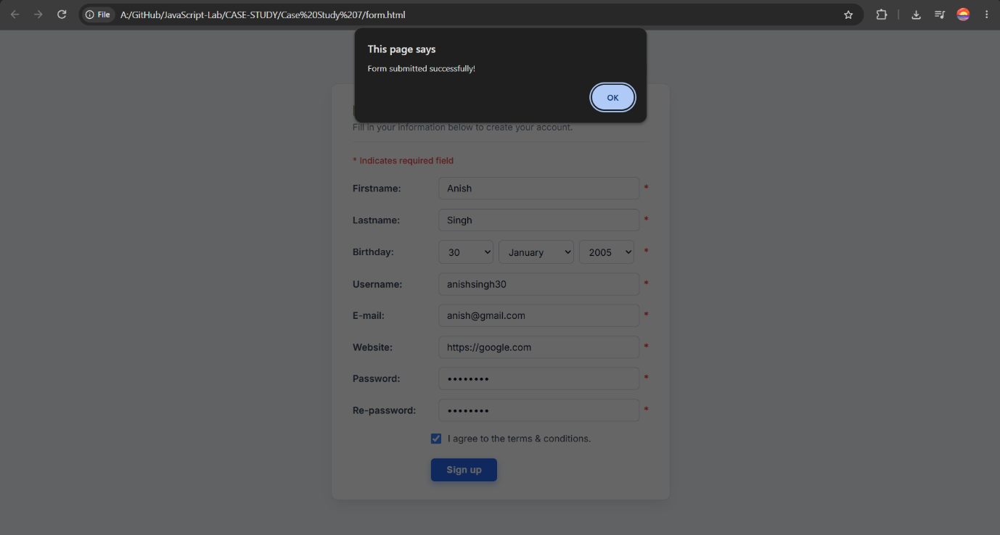 File A:/GitHub/JavaScript-Lab/CASE-STUDY/Case%20Study%207/form.html
This page says
Form submitted successfully!
OK
Fill in your information below to create your account.
* Indicates required field
Firstname: Anish *
Lastname: Singh *
Birthday: 30 January 2005 *
Username: anishsingh30 *
E-mail: anish@gmail.com *
Website: https://google.com *
Password: •••••••• *
Re-password: •••••••• *
I agree to the terms & conditions.
Sign up